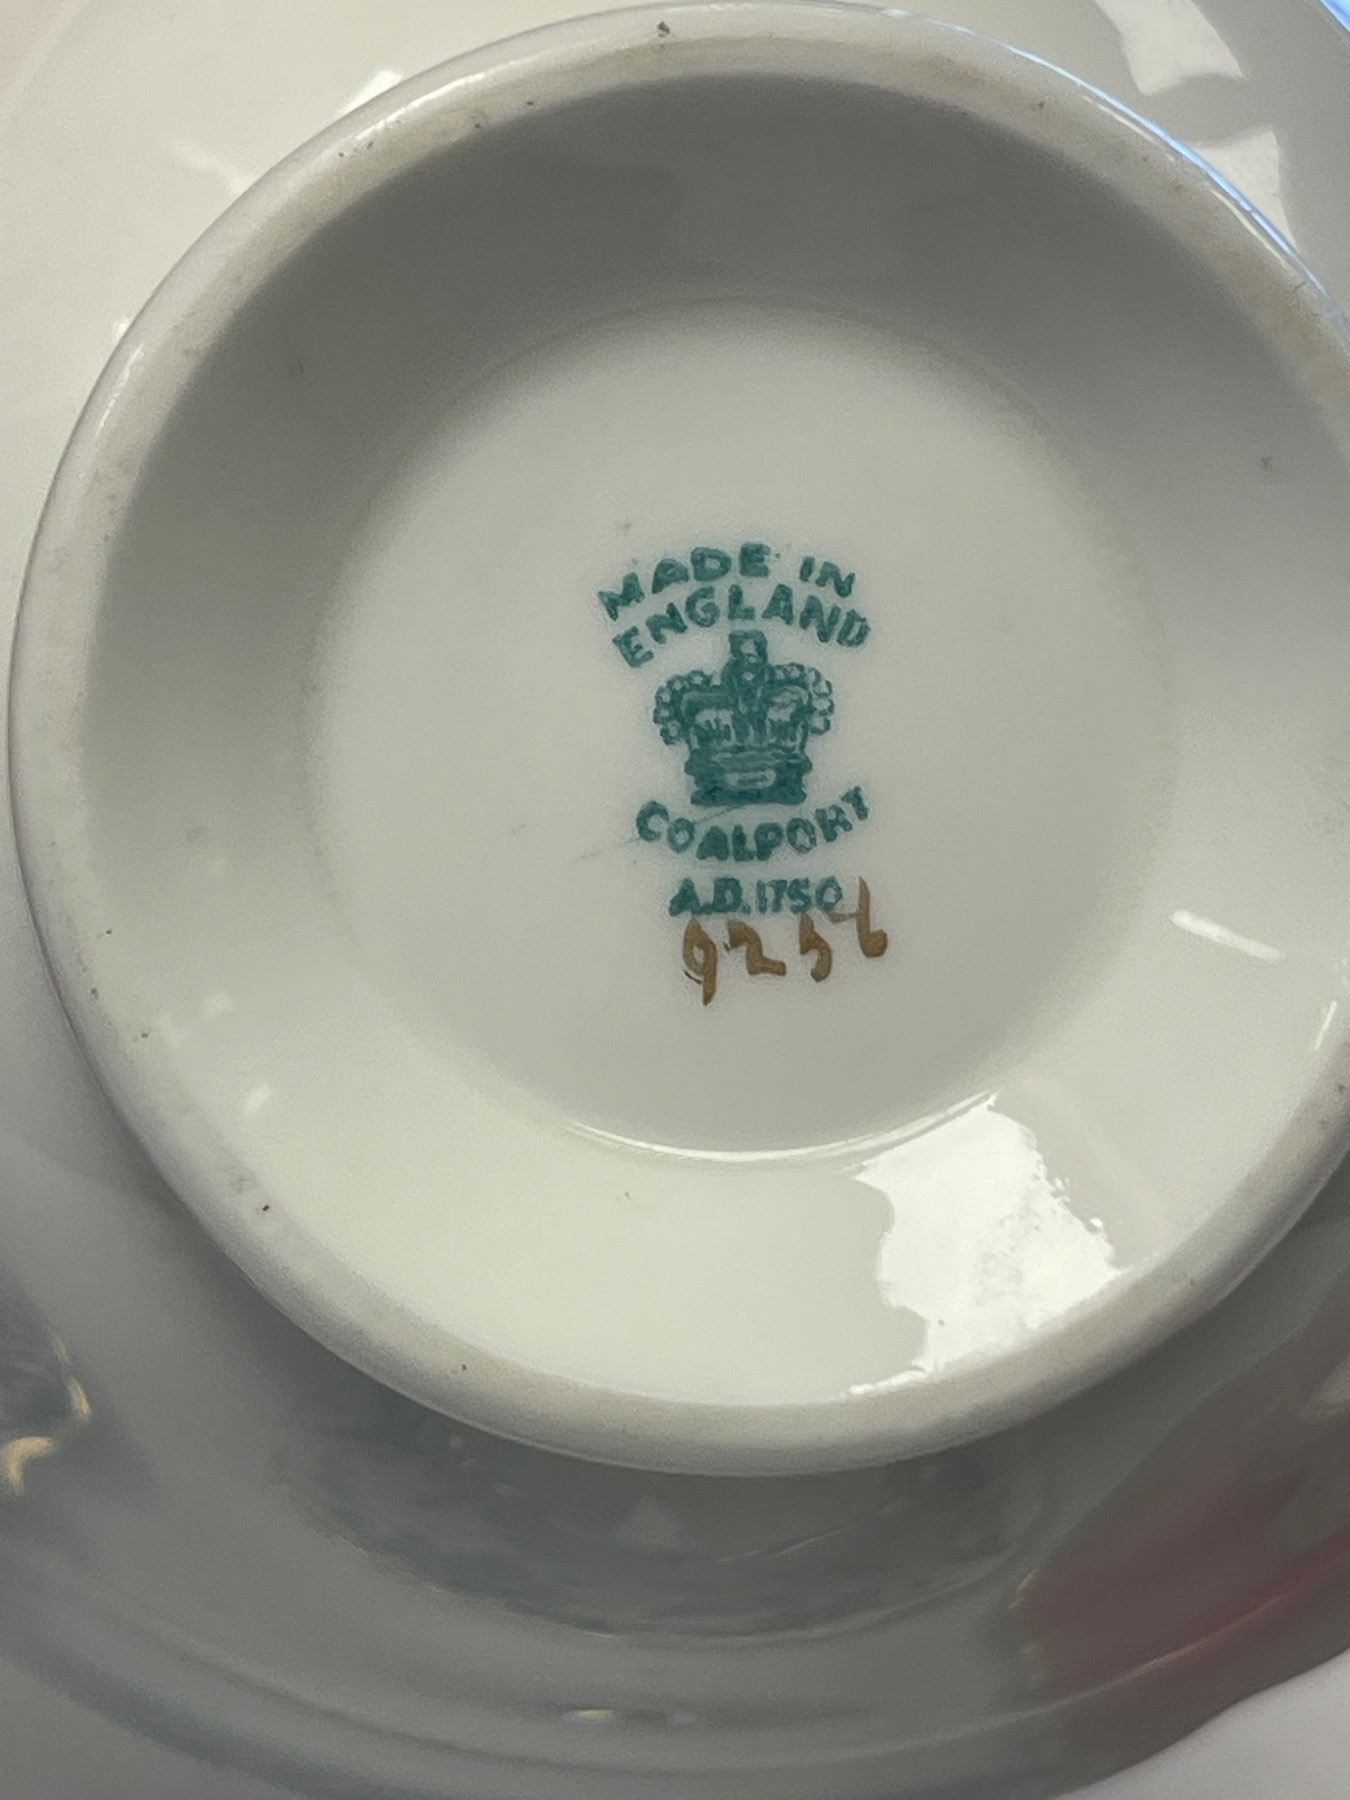 MADE IN
ENGLAND
COALPORT
A.D. 1750
9256